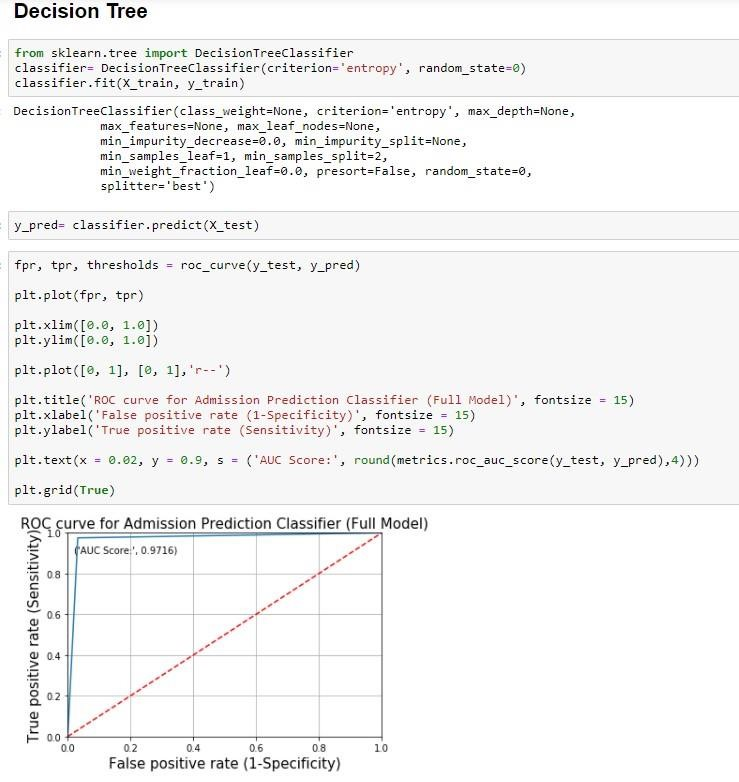 Decision Tree
from sklearn.tree import DecisionTreeClassifier
classifier= DecisionTreeClassifier(criterion='entropy', random_state=0)
classifier.fit(X_train, y_train)
DecisionTreeClassifier(class_weight=None, criterion='entropy', max_depth=None,
max_features=None, max_leaf_nodes=None,
min_impurity_decrease=0.0, min_impurity_split=None,
min_samples_leaf=1, min_samples_split=2,
min_weight_fraction_leaf=0.0, presort=False, random_state=0,
splitter='best')
y_pred= classifier.predict(X_test)
fpr, tpr, thresholds = roc_curve(y_test, y_pred)
plt.plot(fpr, tpr)
plt.xlim([0.0, 1.0])
plt.ylim([0.0, 1.0])
plt.plot([0, 1], [0, 1],'r--')
plt.title('ROC curve for Admission Prediction Classifier (Full Model)', fontsize = 15)
plt.xlabel('False positive rate (1-Specificity)', fontsize = 15)
plt.ylabel('True positive rate (Sensitivity)', fontsize = 15)
plt.text(x = 0.02, y = 0.9, s = ('AUC Score:', round(metrics.roc_auc_score(y_test, y_pred),4)))
plt.grid(True)
ROC curve for Admission Prediction Classifier (Full Model)
True positive rate (Sensitivity)
1.0
('AUC Score:', 0.9716)
0.8
0.6
0.4
0.2
0.0
0.0 0.2 0.4 0.6 0.8 1.0
False positive rate (1-Specificity)